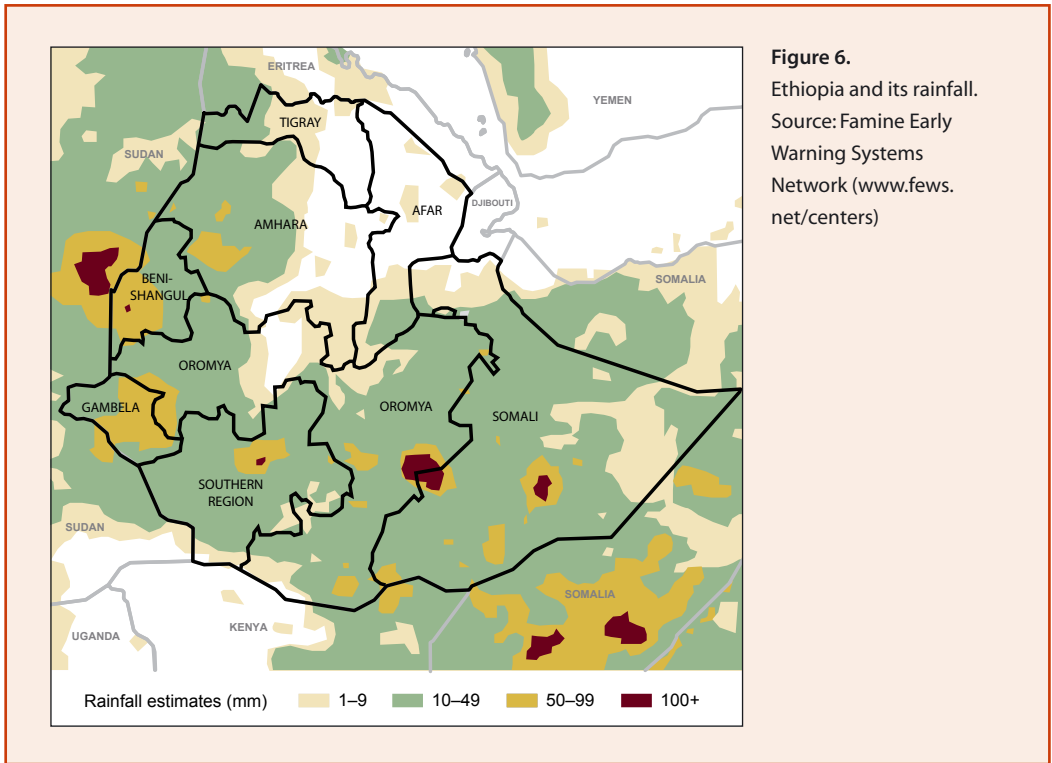 ERITREA
YEMEN
TIGRAY
SUDAN
AFAR
DJIBOUTI
AMHARA
BENI-
SHANGUL
SOMALIA
OROMYA
GAMBELA
OROMYA
SOMALI
SOUTHERN
REGION
SUDAN
SOMALIA
UGANDA
KENYA
Rainfall estimates (mm) 1–9 10–49 50–99 100+
Figure 6.
Ethiopia and its rainfall.
Source: Famine Early
Warning Systems
Network (www.fews.
net/centers)